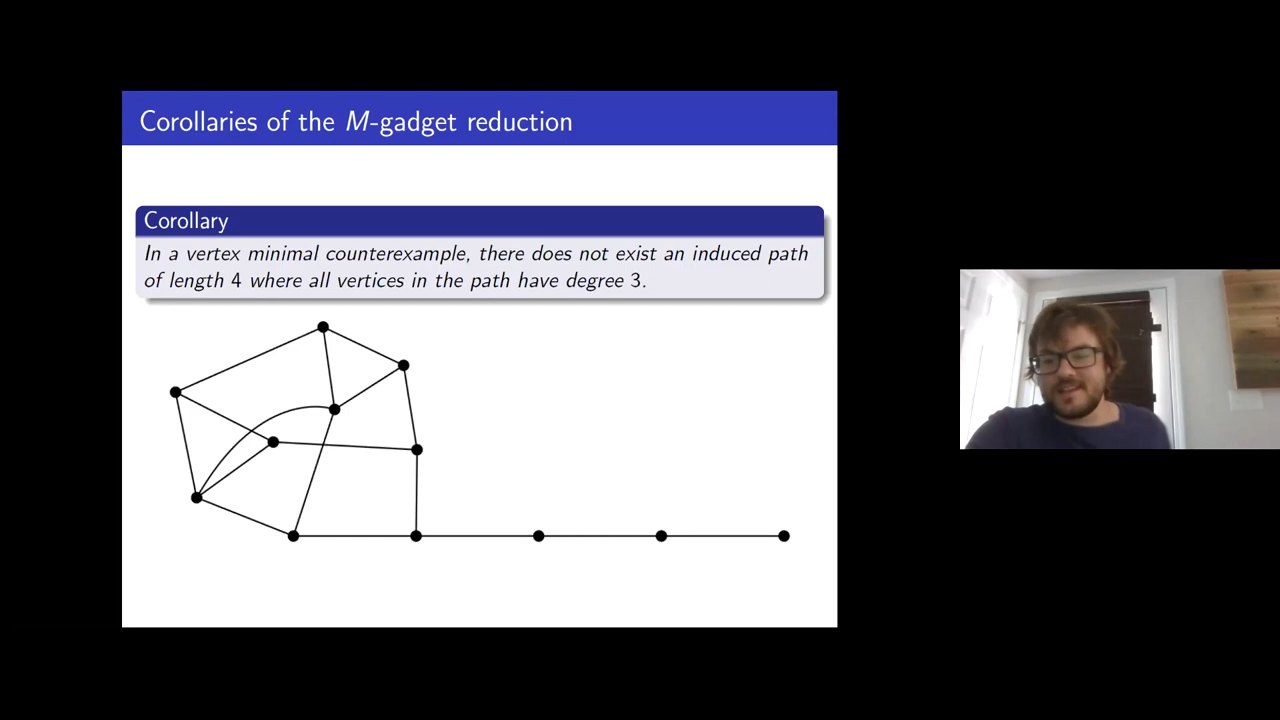 Corollaries of the M-gadget reduction
Corollary
In a vertex minimal counterexample, there does not exist an induced path
of length 4 where all vertices in the path have degree 3.